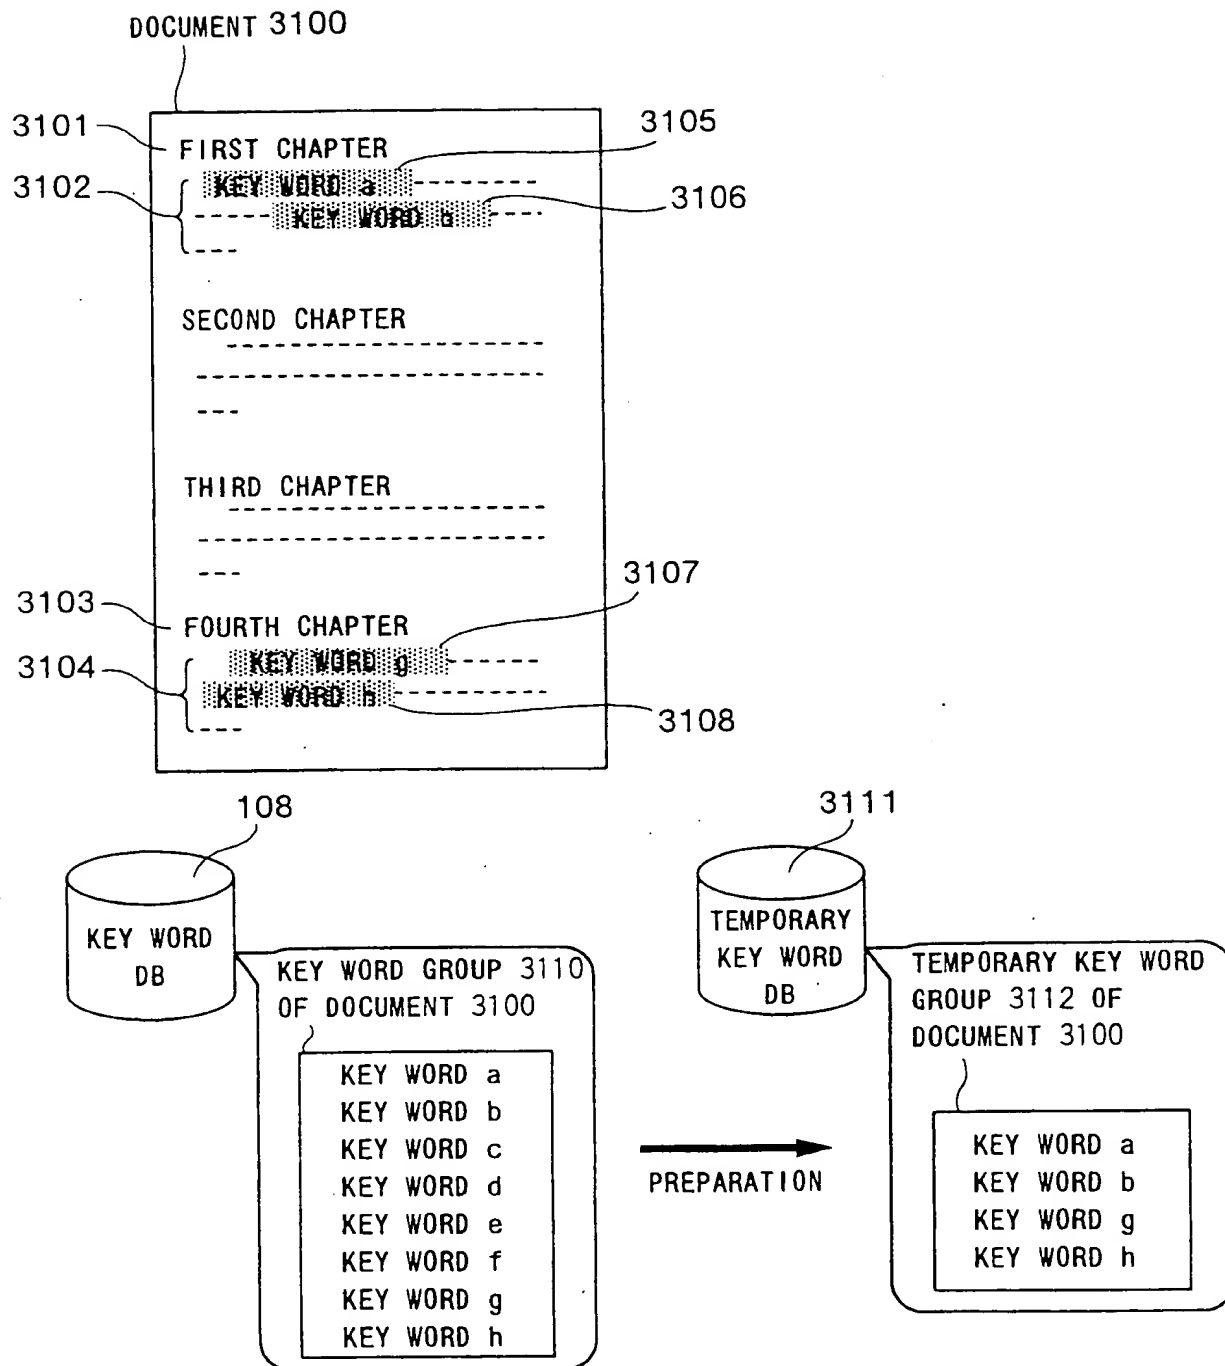 DOCUMENT 3100
3101
FIRST CHAPTER
3105
3102
KEY WORD a
3106
KEY WORD b
SECOND CHAPTER
THIRD CHAPTER
3107
3103
FOURTH CHAPTER
3104
KEY WORD g
KEY WORD h
3108
108
KEY WORD
DB
KEY WORD GROUP 3110
OF DOCUMENT 3100
KEY WORD a
KEY WORD b
KEY WORD c
KEY WORD d
KEY WORD e
KEY WORD f
KEY WORD g
KEY WORD h
PREPARATION
3111
TEMPORARY
KEY WORD
DB
TEMPORARY KEY WORD
GROUP 3112 OF
DOCUMENT 3100
KEY WORD a
KEY WORD b
KEY WORD g
KEY WORD h